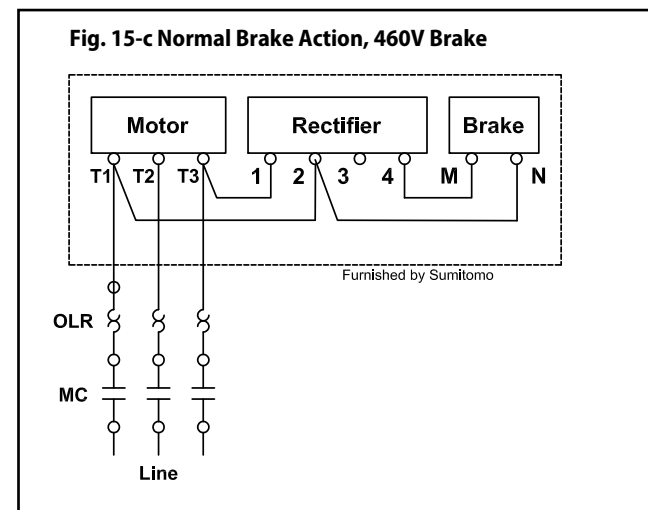 Fig. 15-c Normal Brake Action, 460V Brake
Motor Rectifier Brake
T1 T2 T3 1 2 3 4 M N
Furnished by Sumitomo
OLR
MC
Line